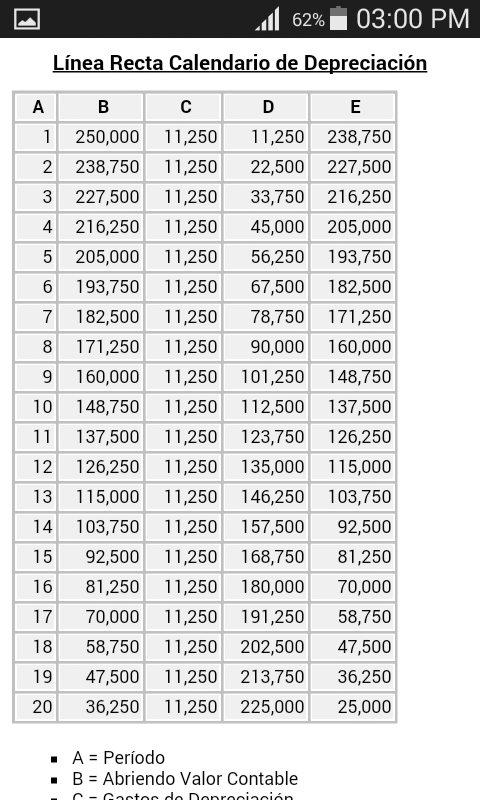 62% 03:00 PM
Línea Recta Calendario de Depreciación
A B C D E
1 250,000 11,250 11,250 238,750
2 238,750 11,250 22,500 227,500
3 227,500 11,250 33,750 216,250
4 216,250 11,250 45,000 205,000
5 205,000 11,250 56,250 193,750
6 193,750 11,250 67,500 182,500
7 182,500 11,250 78,750 171,250
8 171,250 11,250 90,000 160,000
9 160,000 11,250 101,250 148,750
10 148,750 11,250 112,500 137,500
11 137,500 11,250 123,750 126,250
12 126,250 11,250 135,000 115,000
13 115,000 11,250 146,250 103,750
14 103,750 11,250 157,500 92,500
15 92,500 11,250 168,750 81,250
16 81,250 11,250 180,000 70,000
17 70,000 11,250 191,250 58,750
18 58,750 11,250 202,500 47,500
19 47,500 11,250 213,750 36,250
20 36,250 11,250 225,000 25,000
A = Período
B = Abriendo Valor Contable
C = Gastos de Depreciación